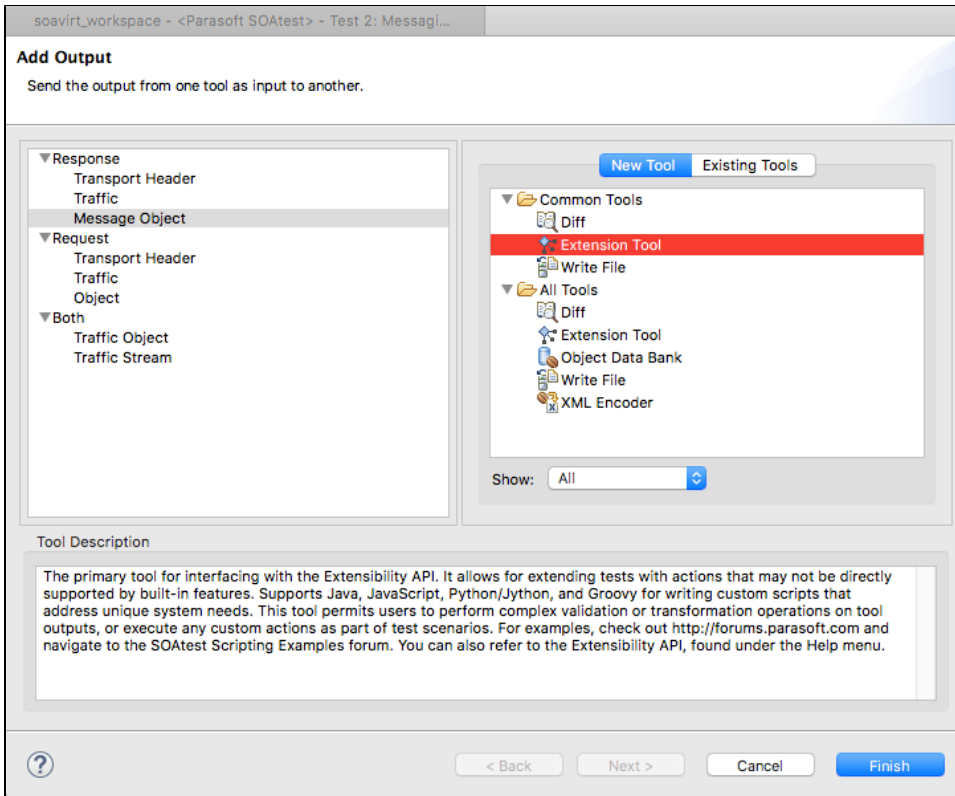 soavirt_workspace - <Parasoft SOAtest> - Test 2: Messagi...
Add Output
Send the output from one tool as input to another.
Response
Transport Header
Traffic
Message Object
Request
Transport Header
Traffic
Object
Both
Traffic Object
Traffic Stream
New Tool Existing Tools
Common Tools
Diff
Extension Tool
Write File
All Tools
Diff
Extension Tool
Object Data Bank
Write File
XML Encoder
Show: All
Tool Description
The primary tool for interfacing with the Extensibility API. It allows for extending tests with actions that may not be directly
supported by built-in features. Supports Java, JavaScript, Python/Jython, and Groovy for writing custom scripts that
address unique system needs. This tool permits users to perform complex validation or transformation operations on tool
outputs, or execute any custom actions as part of test scenarios. For examples, check out http://forums.parasoft.com and
navigate to the SOAtest Scripting Examples forum. You can also refer to the Extensibility API, found under the Help menu.
? < Back Next > Cancel Finish